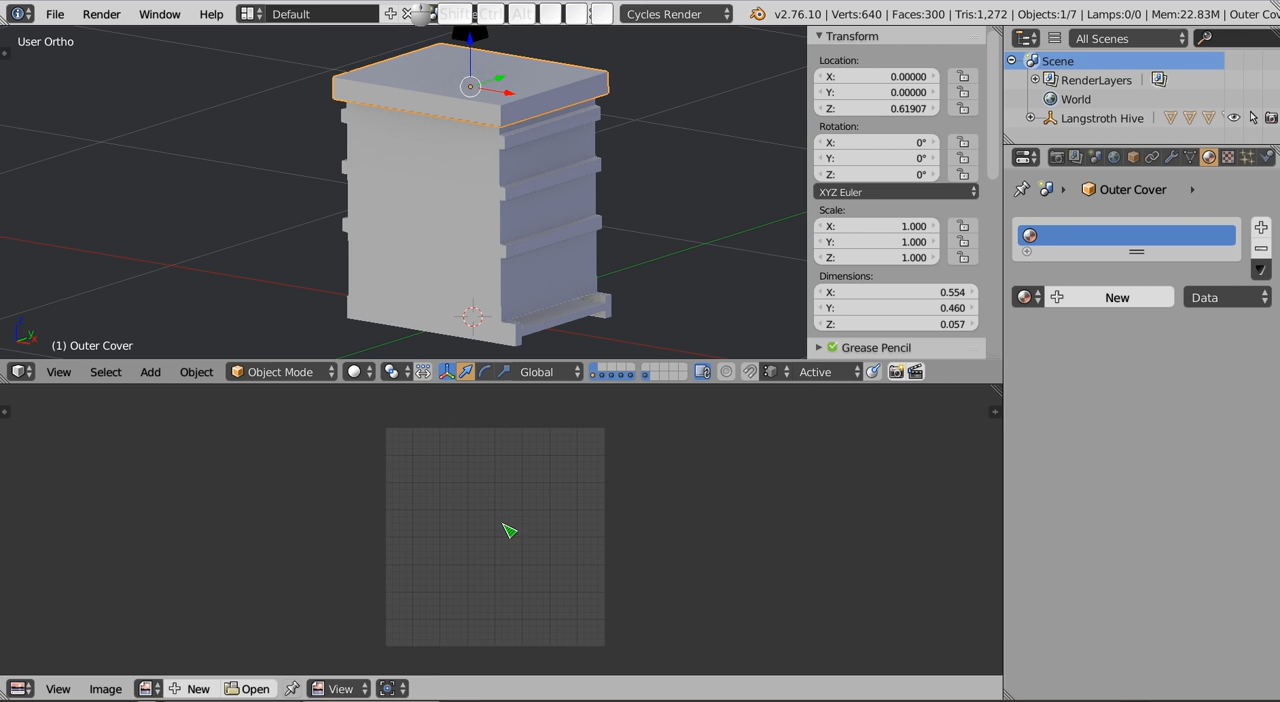 File Render Window Help Default Shift Ctrl Alt Cycles Render v2.76.10 | Verts:640 | Faces:300 | Tris:1,272 | Objects:1/7 | Lamps:0/0 | Mem:22.83M | Outer Co
User Ortho
Transform
Location:
X: 0.00000
Y: 0.00000
Z: 0.61907
Rotation:
X: 0°
Y: 0°
Z: 0°
XYZ Euler
Scale:
X: 1.000
Y: 1.000
Z: 1.000
Dimensions:
X: 0.554
Y: 0.460
Z: 0.057
Grease Pencil
All Scenes
Scene
RenderLayers
World
Langstroth Hive
Outer Cover
New Data
(1) Outer Cover
View Select Add Object Object Mode Global Active
View Image New Open View